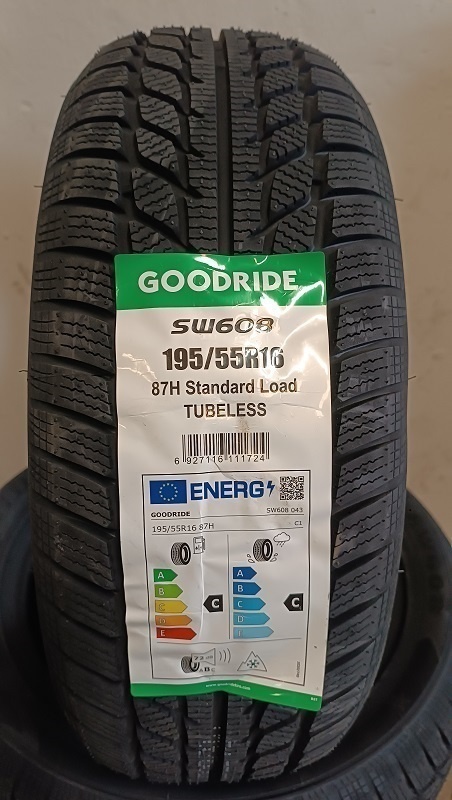 GOODRIDE
SW608
195/55R16
87H Standard Load
TUBELESS
6 927116 111724
ENERG
GOODRIDE SW608 043
195/55R16 87H C1
A A
B B
C C C C
D D
E E